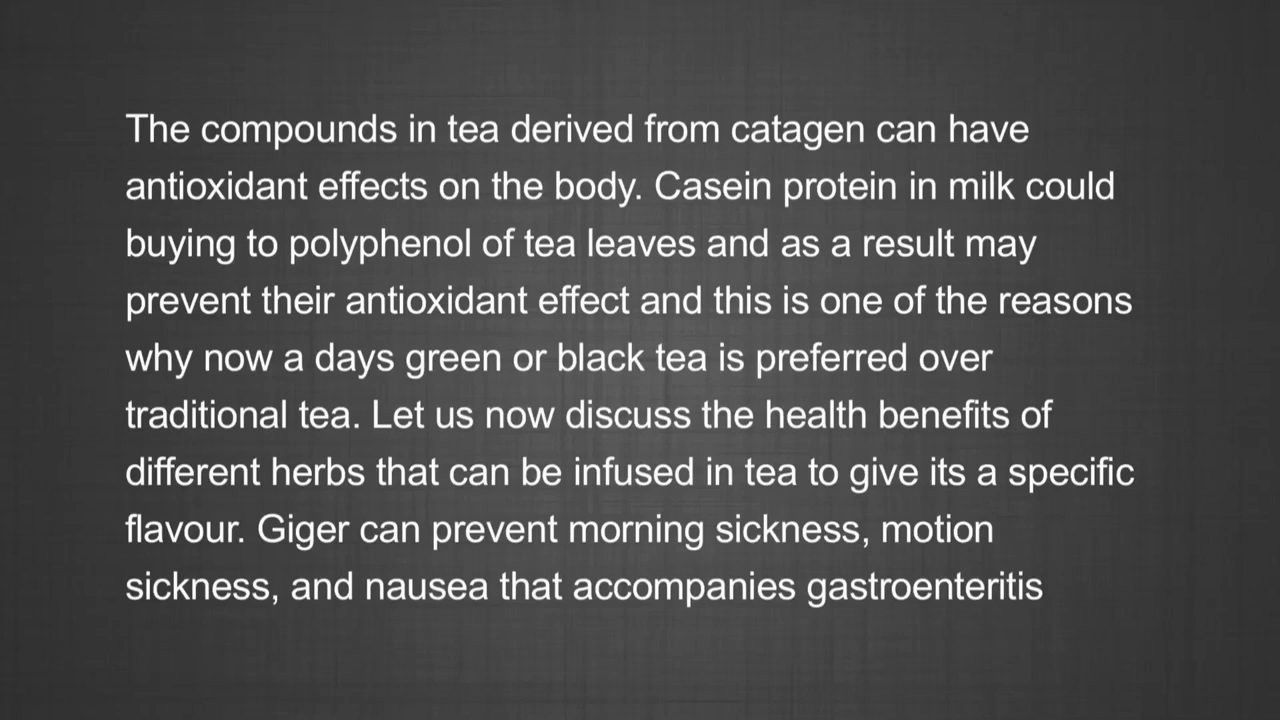 The compounds in tea derived from catagen can have
antioxidant effects on the body. Casein protein in milk could
buying to polyphenol of tea leaves and as a result may
prevent their antioxidant effect and this is one of the reasons
why now a days green or black tea is preferred over
traditional tea. Let us now discuss the health benefits of
different herbs that can be infused in tea to give its a specific
flavour. Giger can prevent morning sickness, motion
sickness, and nausea that accompanies gastroenteritis